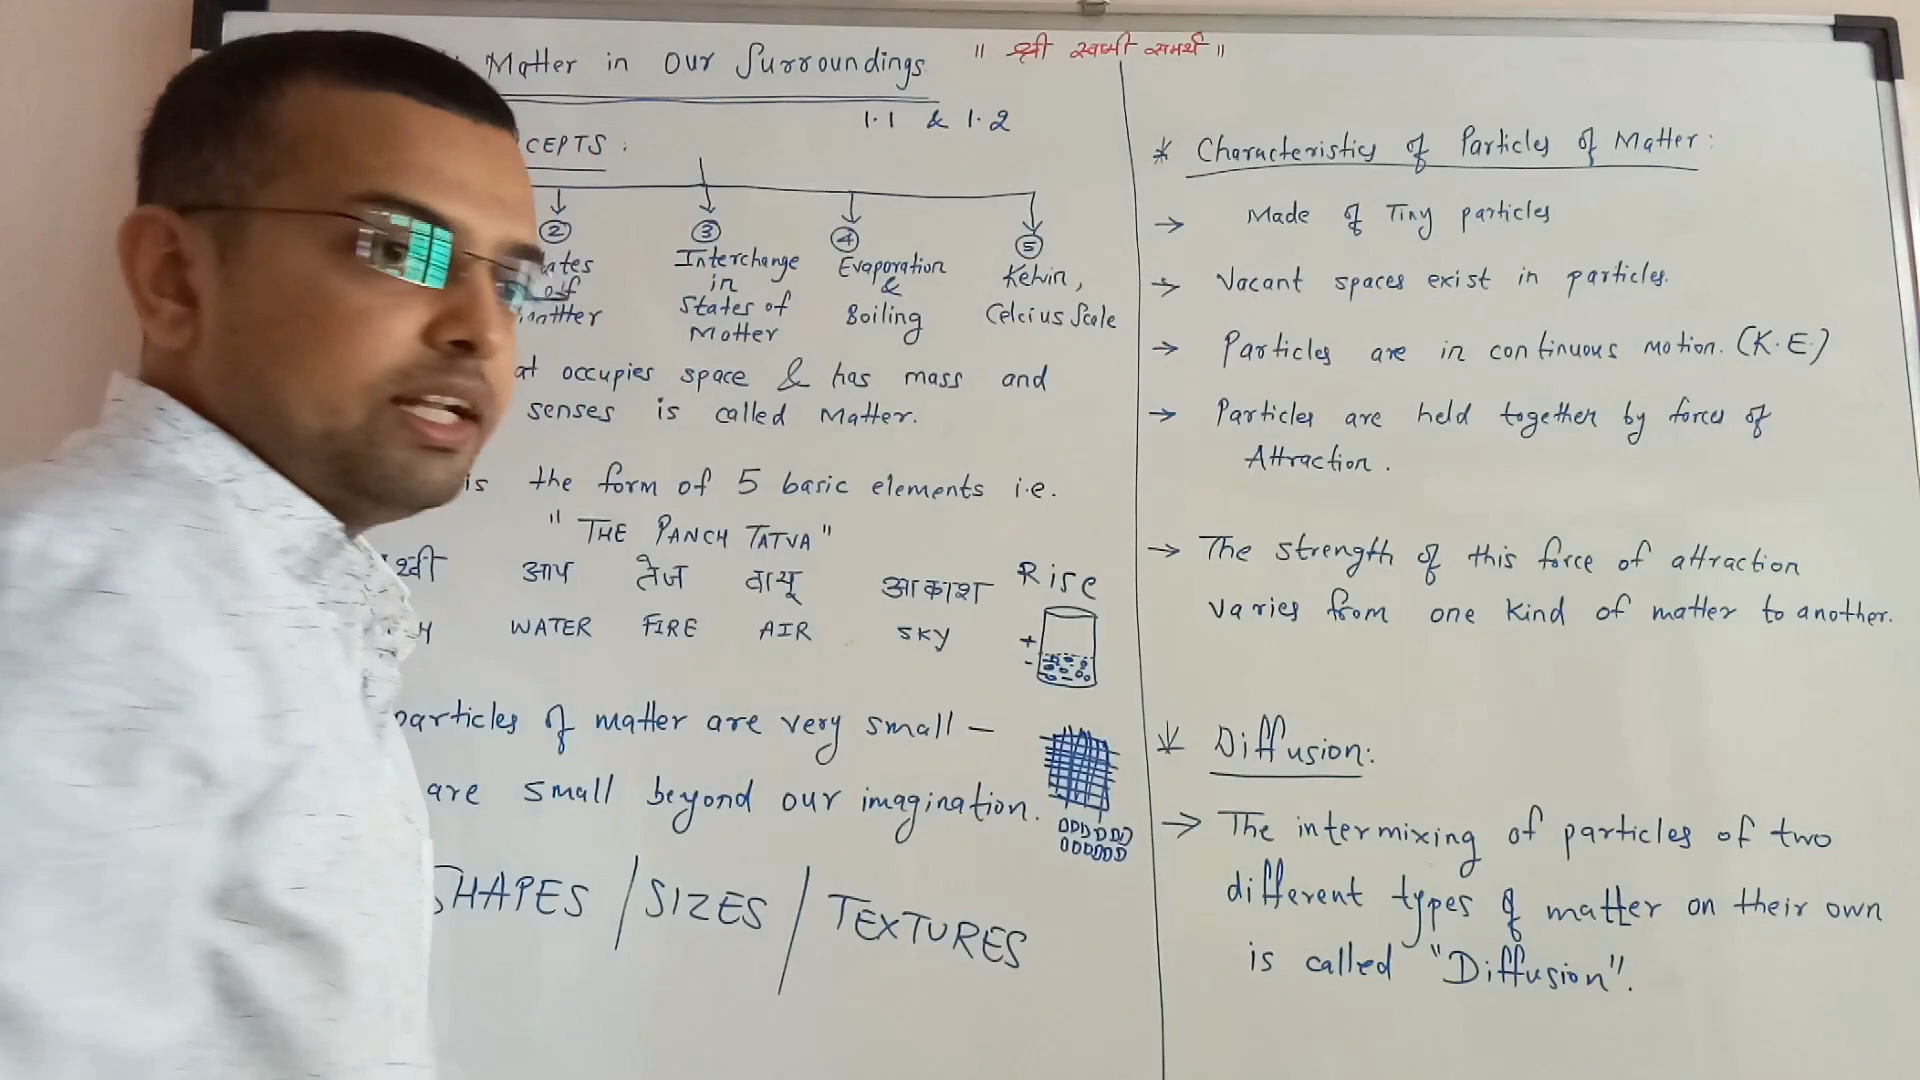 Matter in Our Surroundings
॥ श्री स्वामी समर्थ ॥
1.1 & 1.2
CEPTS :
② ③ ④ ⑤
ates of matter
Interchange in States of Matter
Evaporation & Boiling
Kelvin, Celcius Scale
at occupies space & has mass and
senses is called Matter.
is the form of 5 basic elements i.e.
" THE PANCH TATVA "
आप तेज वायू आकाश
WATER FIRE AIR SKY
Rise
+
-
particles of matter are very small —
are small beyond our imagination.
SHAPES / SIZES / TEXTURES
* Characteristics of Particles of Matter :
→ Made of Tiny particles
→ Vacant spaces exist in particles.
→ Particles are in continuous motion. (K.E.)
→ Particles are held together by forces of
Attraction.
→ The strength of this force of attraction
varies from one kind of matter to another.
* Diffusion:
→ The intermixing of particles of two
different types of matter on their own
is called "Diffusion".